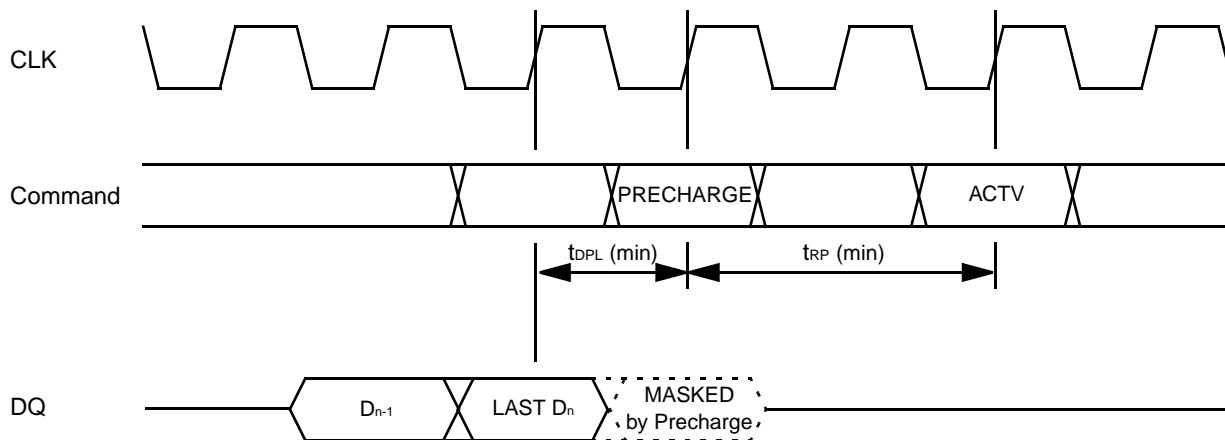 CLK
Command
PRECHARGE
ACTV
tDPL (min)
tRP (min)
DQ
Dn-1
LAST Dn
MASKED
by Precharge